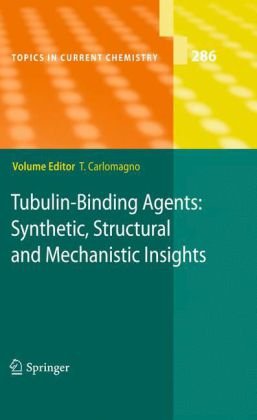 TOPICS IN CURRENT CHEMISTRY
286
Volume Editor T. Carlomagno
Tubulin-Binding Agents:
Synthetic, Structural
and Mechanistic Insights
Springer